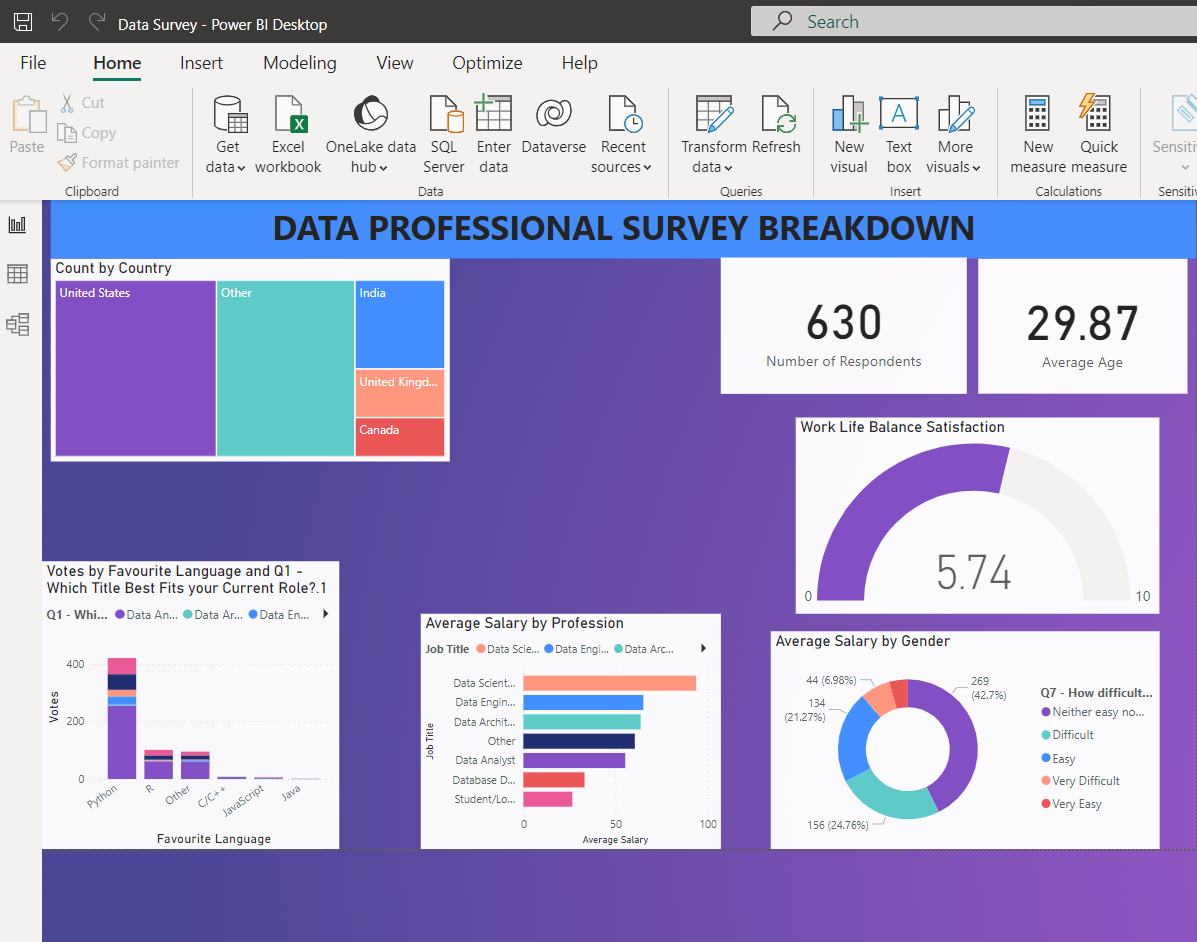 Data Survey - Power BI Desktop
Search
File Home Insert Modeling View Optimize Help
Paste
Cut
Copy
Format painter
Clipboard
Get data
Excel workbook
OneLake data hub
SQL Server
Enter data
Dataverse
Recent sources
Data
Transform data
Refresh
Queries
New visual
Text box
More visuals
Insert
New measure
Quick measure
Calculations
Sensiti
Sensitiv
DATA PROFESSIONAL SURVEY BREAKDOWN
Count by Country
United States
Other
India
United Kingd...
Canada
630
Number of Respondents
29.87
Average Age
Work Life Balance Satisfaction
5.74
0
10
Votes by Favourite Language and Q1 -
Which Title Best Fits your Current Role?.1
Q1 - Whi... Data An... Data Ar... Data En...
Votes
400
200
0
Python
R
Other
C/C++
JavaScript
Java
Favourite Language
Average Salary by Profession
Job Title Data Scie... Data Engi... Data Arc...
Job Title
Data Scient...
Data Engin...
Data Archit...
Other
Data Analyst
Database D...
Student/Lo...
0 50 100
Average Salary
Average Salary by Gender
44 (6.98%)
269
(42.7%)
134
(21.27%)
156 (24.76%)
Q7 - How difficult...
Neither easy no...
Difficult
Easy
Very Difficult
Very Easy